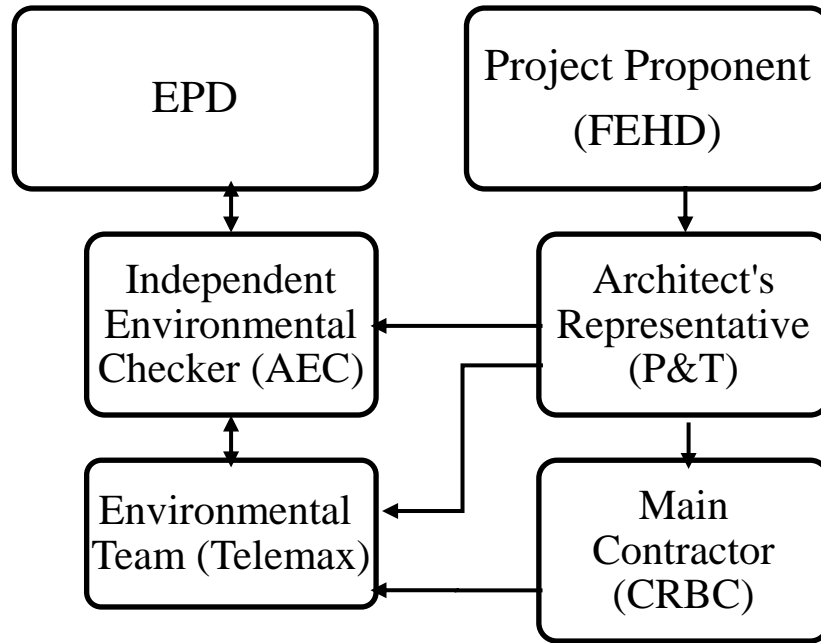 EPD
Project Proponent
(FEHD)
Independent
Environmental
Checker (AEC)
Architect's
Representative
(P&T)
Environmental
Team (Telemax)
Main
Contractor
(CRBC)